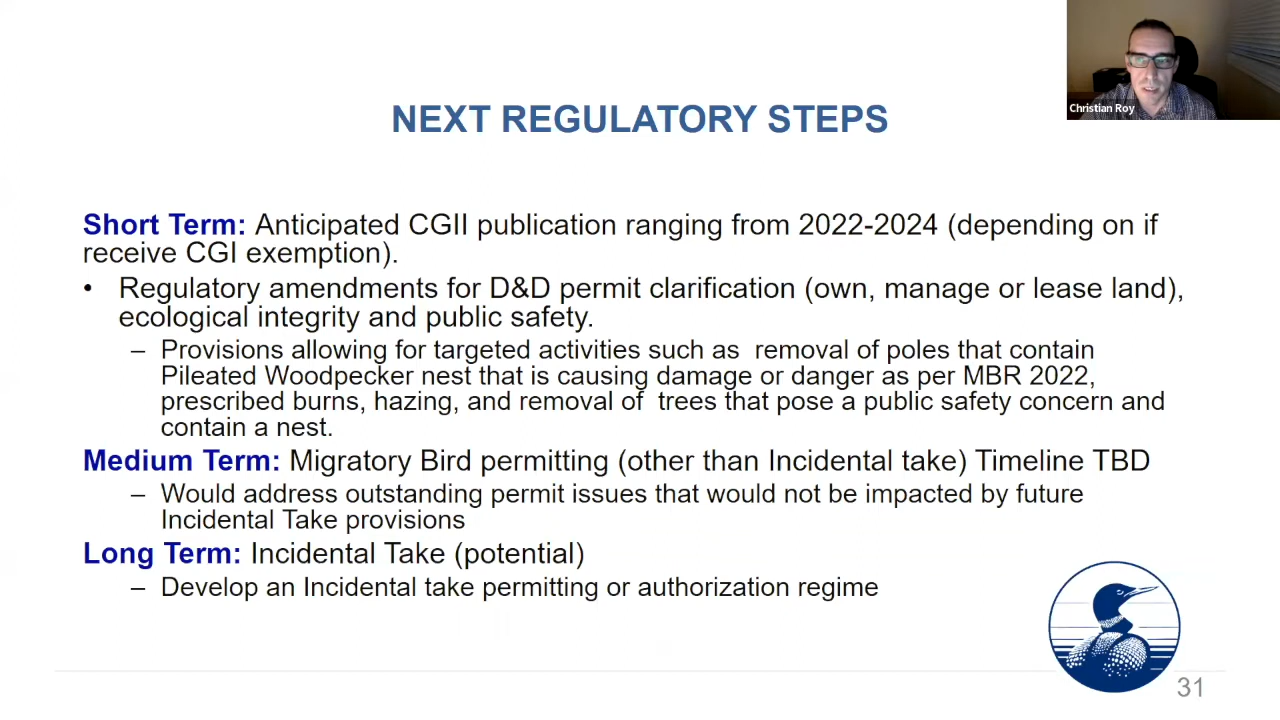 Christian Roy
NEXT REGULATORY STEPS
Short Term: Anticipated CGII publication ranging from 2022-2024 (depending on if
receive CGI exemption).
• Regulatory amendments for D&D permit clarification (own, manage or lease land),
ecological integrity and public safety.
– Provisions allowing for targeted activities such as removal of poles that contain
Pileated Woodpecker nest that is causing damage or danger as per MBR 2022,
prescribed burns, hazing, and removal of trees that pose a public safety concern and
contain a nest.
Medium Term: Migratory Bird permitting (other than Incidental take) Timeline TBD
– Would address outstanding permit issues that would not be impacted by future
Incidental Take provisions
Long Term: Incidental Take (potential)
– Develop an Incidental take permitting or authorization regime
31